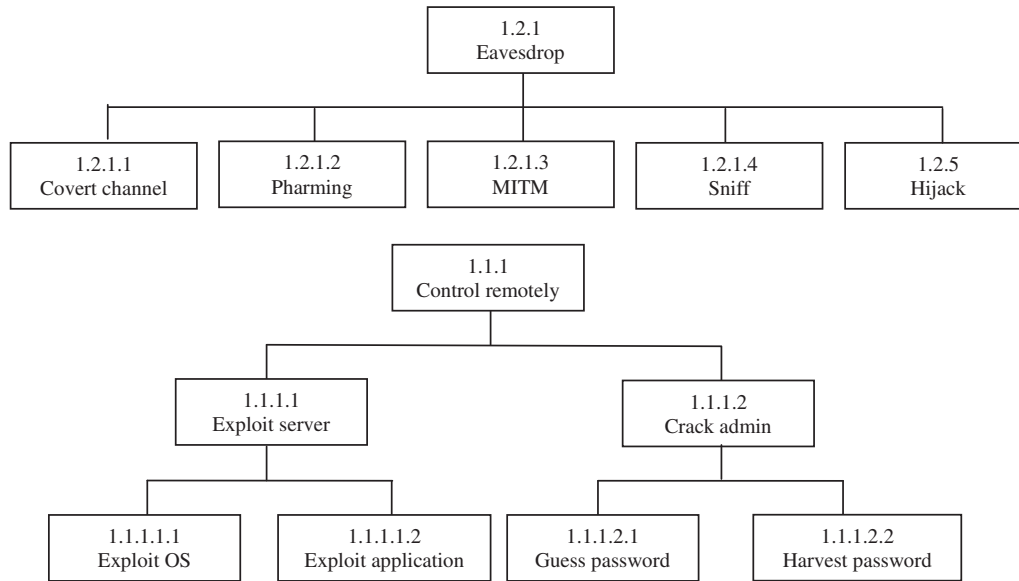 1.2.1
Eavesdrop
1.2.1.1
Covert channel
1.2.1.2
Pharming
1.2.1.3
MITM
1.2.1.4
Sniff
1.2.5
Hijack
1.1.1
Control remotely
1.1.1.1
Exploit server
1.1.1.2
Crack admin
1.1.1.1.1
Exploit OS
1.1.1.1.2
Exploit application
1.1.1.2.1
Guess password
1.1.1.2.2
Harvest password